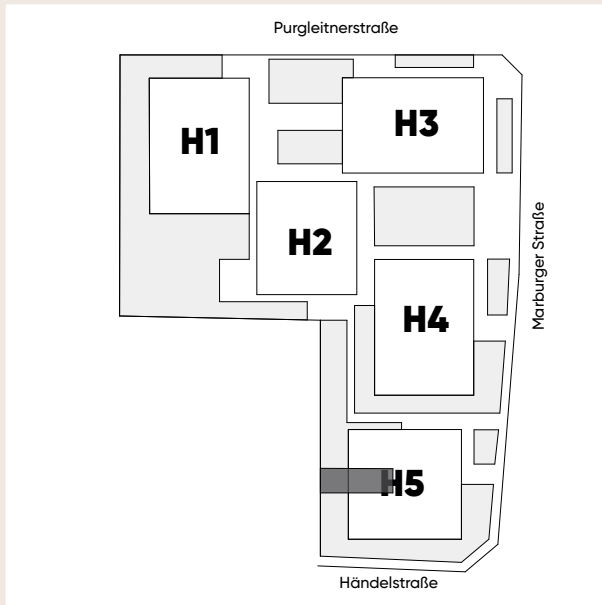 Purgleitnerstraße
H1
H3
H2
Marburger Straße
H4
H5
Händelstraße